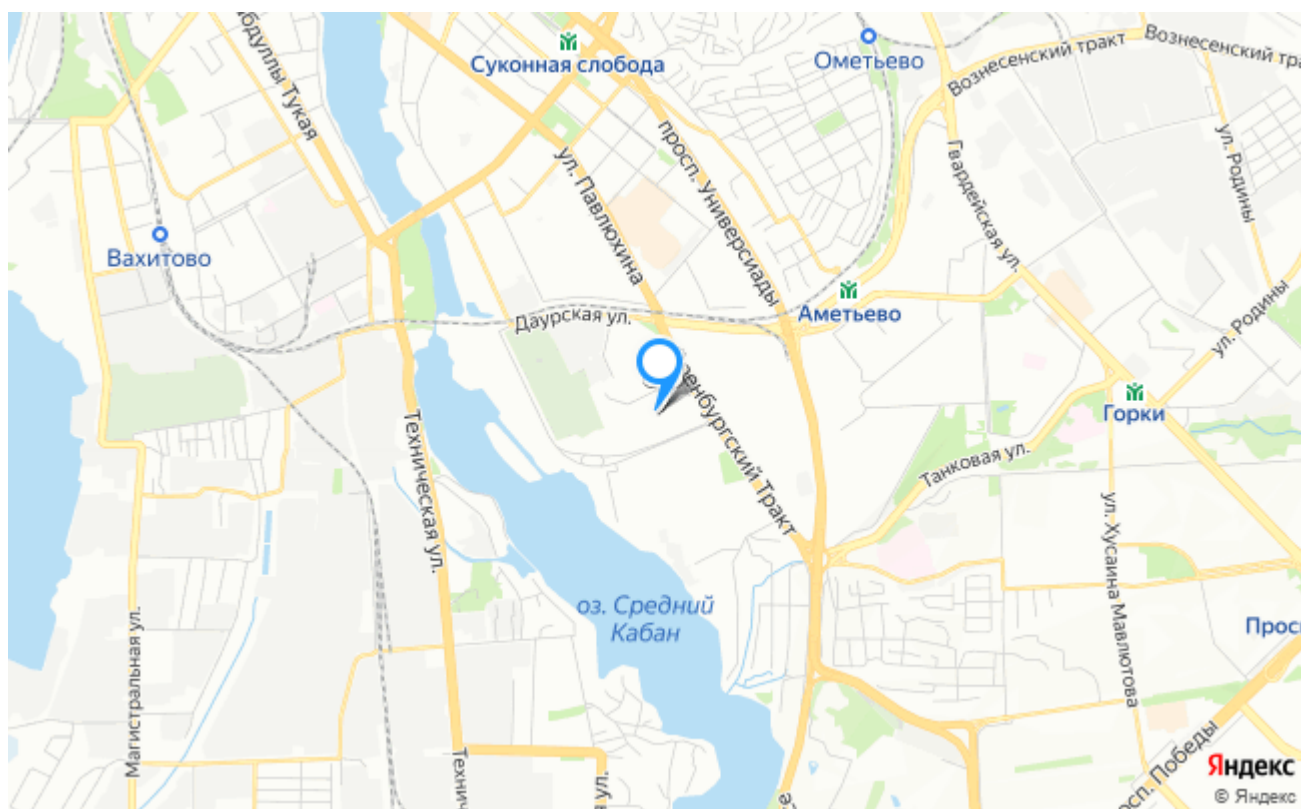 Абдуллы Тукая
Суконная слобода
Ометьево
Вознесенский тракт
Вознесенский тра
ул. Родины
просп. Универсиады
ул. Павлюхина
Гвардейская ул.
Вахитово
Даурская ул.
Аметьево
ул. Родины
Горки
Оренбургский Тракт
Техническая ул.
Танковая ул.
ул. Хусаина Мавлютова
оз. Средний
Кабан
Прос
Магистральная ул.
Техни
ул.
просп. Победы
Яндекс
© Яндекс